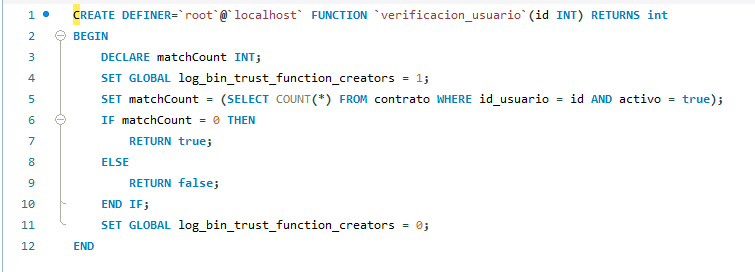 1 CREATE DEFINER=`root`@`localhost` FUNCTION `verificacion_usuario`(id INT) RETURNS int
2 BEGIN
3 DECLARE matchCount INT;
4 SET GLOBAL log_bin_trust_function_creators = 1;
5 SET matchCount = (SELECT COUNT(*) FROM contrato WHERE id_usuario = id AND activo = true);
6 IF matchCount = 0 THEN
7 RETURN true;
8 ELSE
9 RETURN false;
10 END IF;
11 SET GLOBAL log_bin_trust_function_creators = 0;
12 END